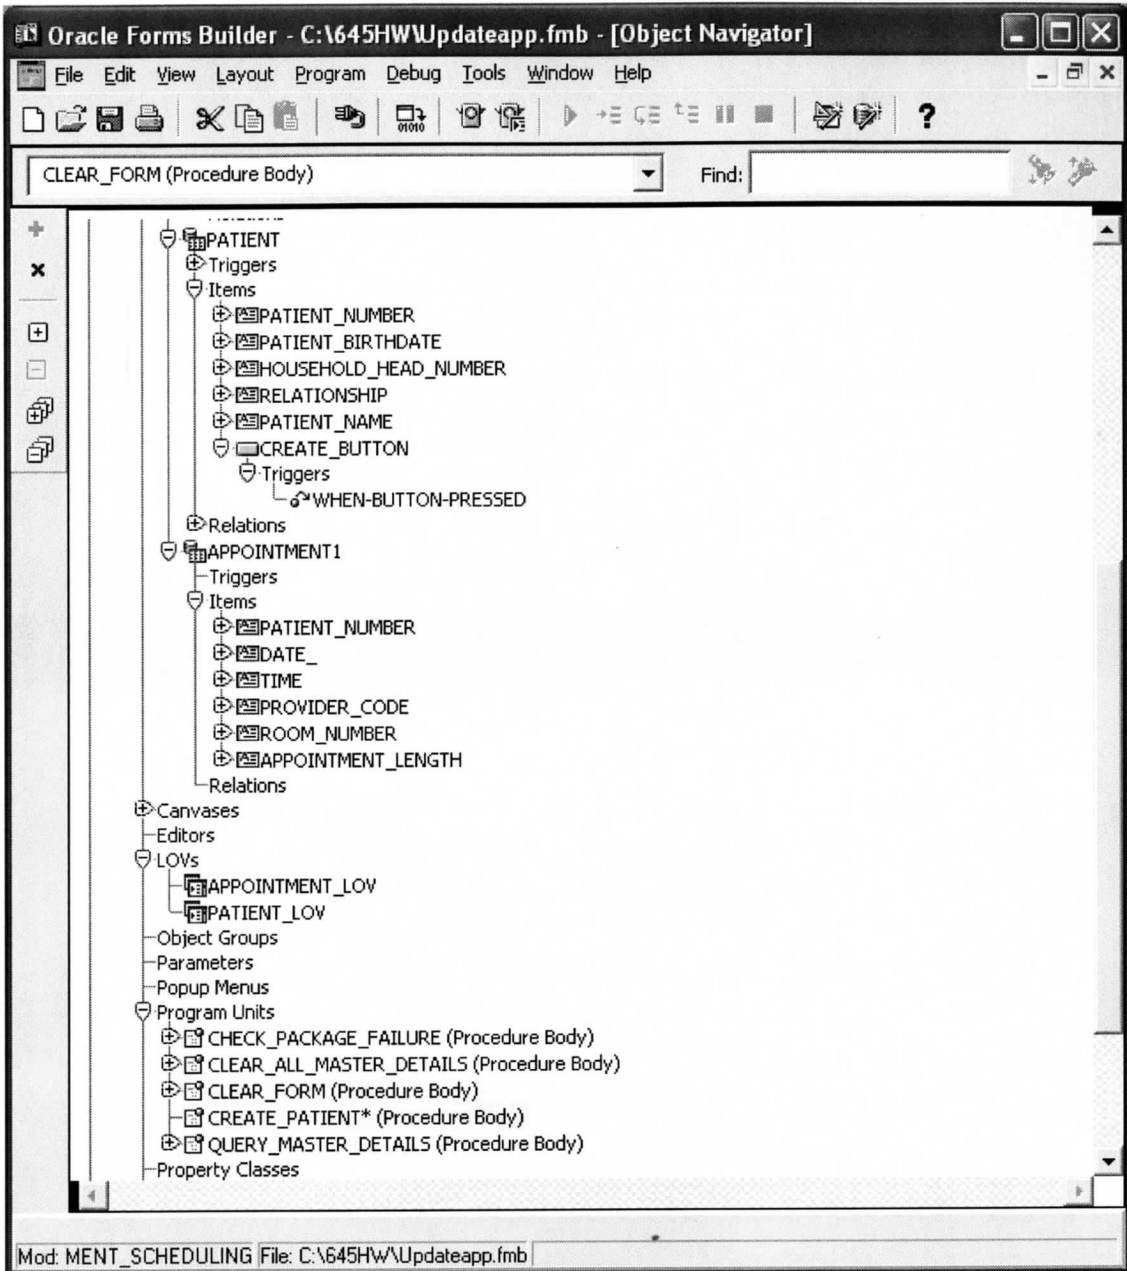 Oracle Forms Builder - C:\645HW\Updateapp.fmb - [Object Navigator]
File Edit View Layout Program Debug Tools Window Help
CLEAR_FORM (Procedure Body) Find:
PATIENT
Triggers
Items
PATIENT_NUMBER
PATIENT_BIRTHDATE
HOUSEHOLD_HEAD_NUMBER
RELATIONSHIP
PATIENT_NAME
CREATE_BUTTON
Triggers
WHEN-BUTTON-PRESSED
Relations
APPOINTMENT1
Triggers
Items
PATIENT_NUMBER
DATE_
TIME
PROVIDER_CODE
ROOM_NUMBER
APPOINTMENT_LENGTH
Relations
Canvases
Editors
LOVs
APPOINTMENT_LOV
PATIENT_LOV
Object Groups
Parameters
Popup Menus
Program Units
CHECK_PACKAGE_FAILURE (Procedure Body)
CLEAR_ALL_MASTER_DETAILS (Procedure Body)
CLEAR_FORM (Procedure Body)
CREATE_PATIENT* (Procedure Body)
QUERY_MASTER_DETAILS (Procedure Body)
Property Classes
Mod: MENT_SCHEDULING File: C:\645HW\Updateapp.fmb